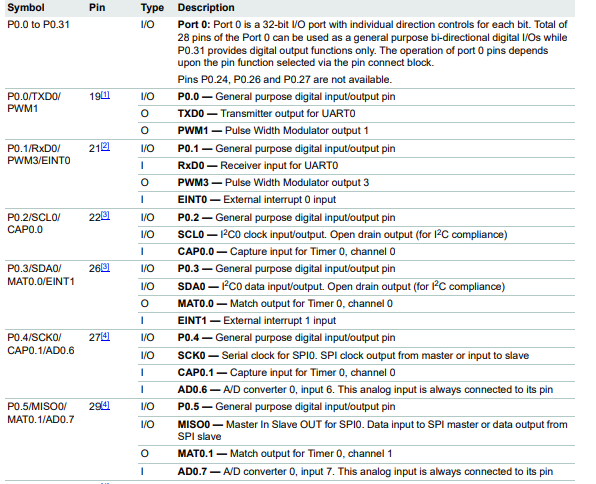 Symbol Pin Type Description
P0.0 to P0.31 I/O Port 0: Port 0 is a 32-bit I/O port with individual direction controls for each bit. Total of
28 pins of the Port 0 can be used as a general purpose bi-directional digital I/Os while
P0.31 provides digital output functions only. The operation of port 0 pins depends
upon the pin function selected via the pin connect block.
Pins P0.24, P0.26 and P0.27 are not available.
P0.0/TXD0/ 19[1] I/O P0.0 — General purpose digital input/output pin
PWM1 O TXD0 — Transmitter output for UART0
O PWM1 — Pulse Width Modulator output 1
P0.1/RxD0/ 21[2] I/O P0.1 — General purpose digital input/output pin
PWM3/EINT0 I RxD0 — Receiver input for UART0
O PWM3 — Pulse Width Modulator output 3
I EINT0 — External interrupt 0 input
P0.2/SCL0/ 22[3] I/O P0.2 — General purpose digital input/output pin
CAP0.0 I/O SCL0 — I²C0 clock input/output. Open drain output (for I²C compliance)
I CAP0.0 — Capture input for Timer 0, channel 0
P0.3/SDA0/ 26[3] I/O P0.3 — General purpose digital input/output pin
MAT0.0/EINT1 I/O SDA0 — I²C0 data input/output. Open drain output (for I²C compliance)
O MAT0.0 — Match output for Timer 0, channel 0
I EINT1 — External interrupt 1 input
P0.4/SCK0/ 27[4] I/O P0.4 — General purpose digital input/output pin
CAP0.1/AD0.6 I/O SCK0 — Serial clock for SPI0. SPI clock output from master or input to slave
I CAP0.1 — Capture input for Timer 0, channel 0
I AD0.6 — A/D converter 0, input 6. This analog input is always connected to its pin
P0.5/MISO0/ 29[4] I/O P0.5 — General purpose digital input/output pin
MAT0.1/AD0.7 I/O MISO0 — Master In Slave OUT for SPI0. Data input to SPI master or data output from
SPI slave
O MAT0.1 — Match output for Timer 0, channel 1
I AD0.7 — A/D converter 0, input 7. This analog input is always connected to its pin